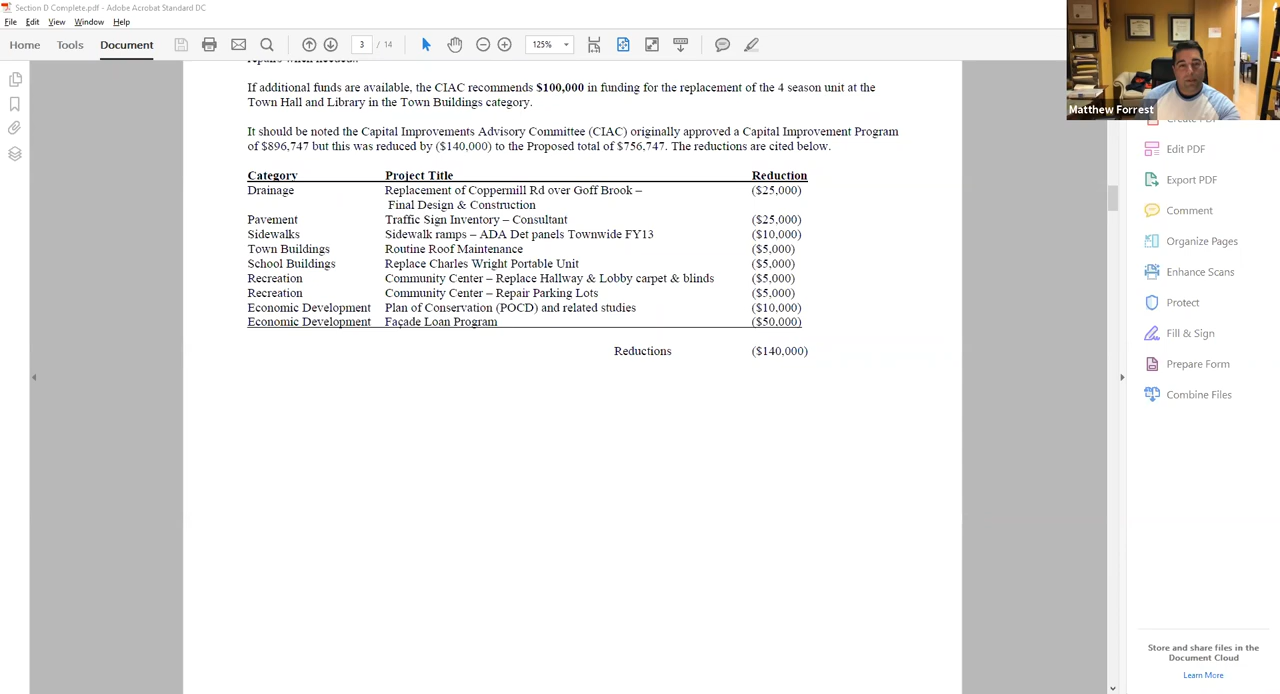 Section D Complete.pdf - Adobe Acrobat Standard DC
File Edit View Window Help
Home Tools Document 3 / 14 125%
Matthew Forrest
repairs when needed.
If additional funds are available, the CIAC recommends $100,000 in funding for the replacement of the 4 season unit at the
Town Hall and Library in the Town Buildings category.
It should be noted the Capital Improvements Advisory Committee (CIAC) originally approved a Capital Improvement Program
of $896,747 but this was reduced by ($140,000) to the Proposed total of $756,747. The reductions are cited below.
Category Project Title Reduction
Drainage Replacement of Coppermill Rd over Goff Brook – ($25,000)
Final Design & Construction
Pavement Traffic Sign Inventory – Consultant ($25,000)
Sidewalks Sidewalk ramps – ADA Det panels Townwide FY13 ($10,000)
Town Buildings Routine Roof Maintenance ($5,000)
School Buildings Replace Charles Wright Portable Unit ($5,000)
Recreation Community Center – Replace Hallway & Lobby carpet & blinds ($5,000)
Recreation Community Center – Repair Parking Lots ($5,000)
Economic Development Plan of Conservation (POCD) and related studies ($10,000)
Economic Development Façade Loan Program ($50,000)
Reductions ($140,000)
Create PDF
Edit PDF
Export PDF
Comment
Organize Pages
Enhance Scans
Protect
Fill & Sign
Prepare Form
Combine Files
Store and share files in the
Document Cloud
Learn More